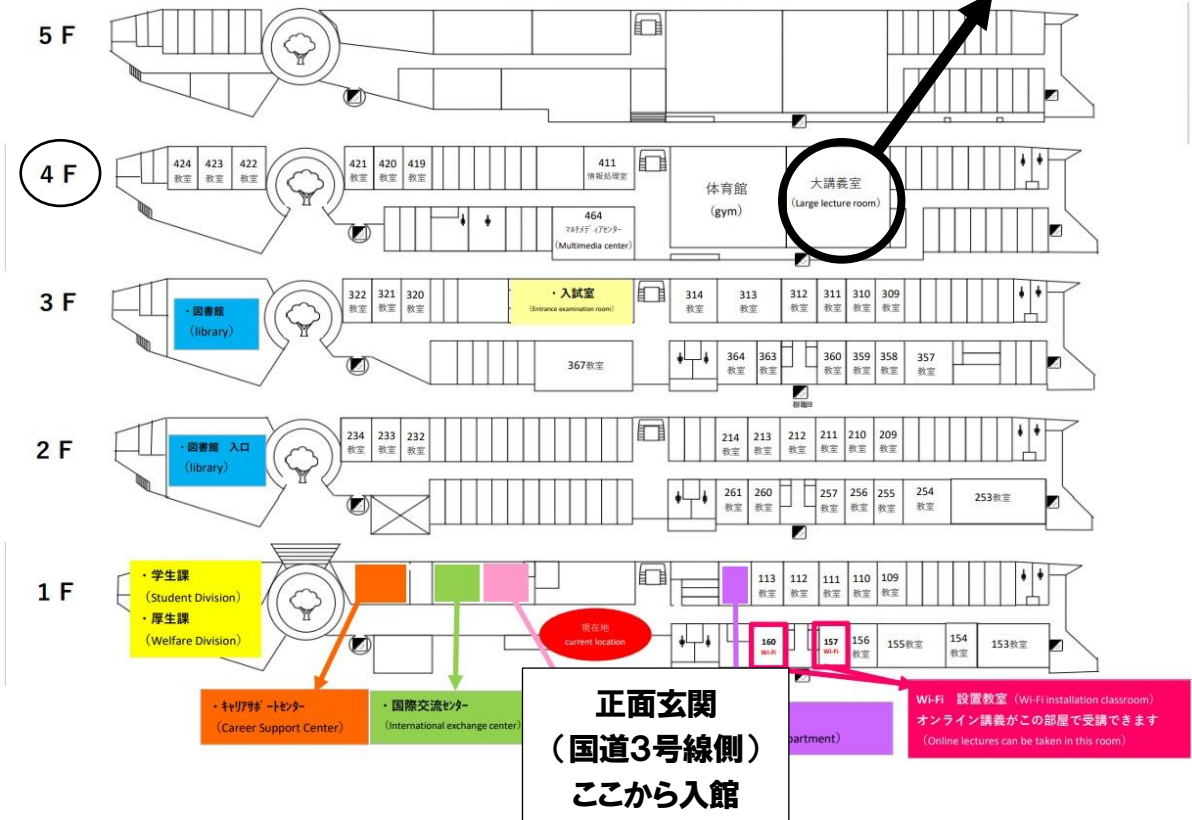 5 F
4 F
424 423 422
教室 教室 教室
421 420 419
教室 教室 教室
411
情報処理室
464
マルチメディアセンター
(Multimedia center)
体育館
(gym)
大講義室
(Large lecture room)
3 F
・図書館
(library)
322 321 320
教室 教室 教室
・入試室
(Entrance examination room)
314 313 312 311 310 309
教室 教室 教室 教室 教室 教室
367教室
364 363 360 359 358 357
教室 教室 教室 教室 教室 教室
2 F
・図書館 入口
(library)
234 233 232
教室 教室 教室
214 213 212 211 210 209
教室 教室 教室 教室 教室 教室
261 260 257 256 255 254
教室 教室 教室 教室 教室 教室
253教室
1 F
・学生課
(Student Division)
・厚生課
(Welfare Division)
現在地
current location
113 112 111 110 109
教室 教室 教室 教室 教室
160
Wi-Fi
157
Wi-Fi
156
教室
155教室
154
教室
153教室
・キャリアサポートセンター
(Career Support Center)
・国際交流センター
(International exchange center)
正面玄関
(国道3号線側)
ここから入館
partment)
Wi-Fi 設置教室 (Wi-Fi installation classroom)
オンライン講義がこの部屋で受講できます
(Online lectures can be taken in this room)